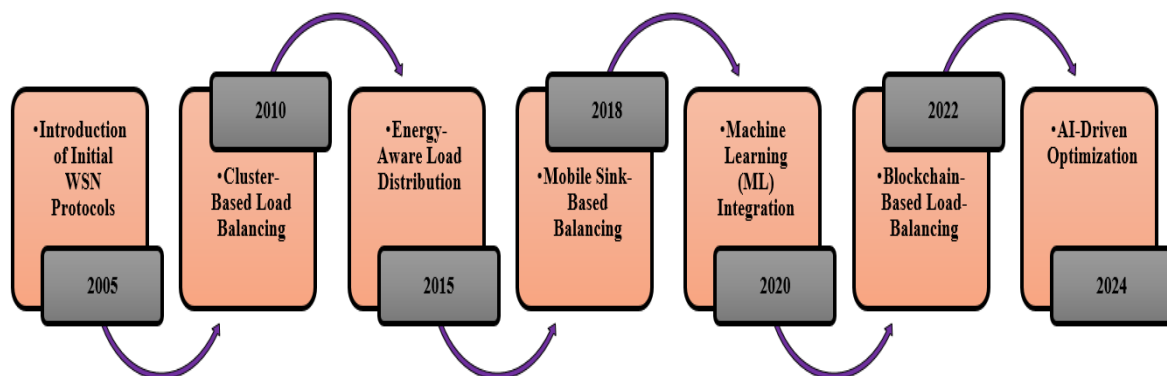 •Introduction
of Initial
WSN
Protocols
2005
2010
•Cluster-
Based Load
Balancing
•Energy-
Aware Load
Distribution
2015
2018
•Mobile Sink-
Based
Balancing
•Machine
Learning
(ML)
Integration
2020
2022
•Blockchain-
Based Load-
Balancing
•AI-Driven
Optimization
2024